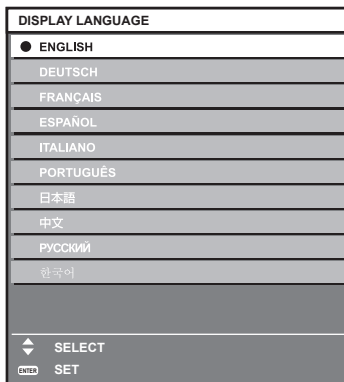 DISPLAY LANGUAGE
ENGLISH
DEUTSCH
FRANÇAIS
ESPAÑOL
ITALIANO
PORTUGUÊS
日本語
中文
РУССКИЙ
한국어
SELECT
ENTER SET